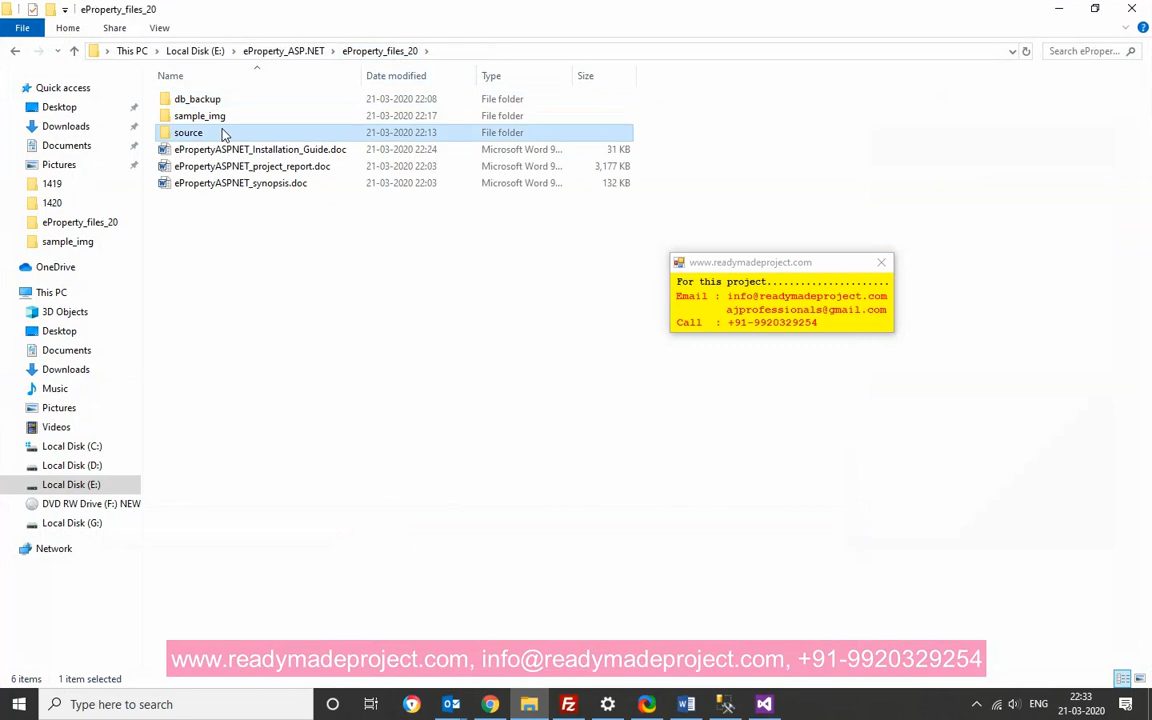 eProperty_files_20
File Home Share View
This PC Local Disk (E:) eProperty_ASP.NET eProperty_files_20 Search eProper...
Name Date modified Type Size
Quick access
Desktop
Downloads
Documents
Pictures
1419
1420
eProperty_files_20
sample_img
OneDrive
This PC
3D Objects
Desktop
Documents
Downloads
Music
Pictures
Videos
Local Disk (C:)
Local Disk (D:)
Local Disk (E:)
DVD RW Drive (F:) NEW
Local Disk (G:)
Network
db_backup 21-03-2020 22:08 File folder
sample_img 21-03-2020 22:17 File folder
source 21-03-2020 22:13 File folder
ePropertyASPNET_Installation_Guide.doc 21-03-2020 22:24 Microsoft Word 9... 31 KB
ePropertyASPNET_project_report.doc 21-03-2020 22:03 Microsoft Word 9... 3,177 KB
ePropertyASPNET_synopsis.doc 21-03-2020 22:03 Microsoft Word 9... 132 KB
www.readymadeproject.com
For this project.....................
Email : info@readymadeproject.com
ajprofessionals@gmail.com
Call : +91-9920329254
www.readymadeproject.com, info@readymadeproject.com, +91-9920329254
6 items 1 item selected
Type here to search
ENG
22:33
21-03-2020